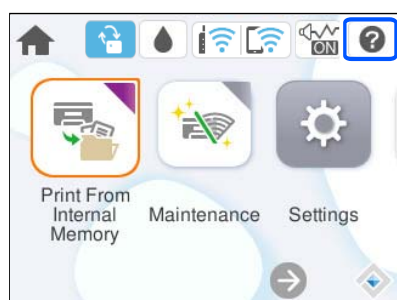 ON
?
Print From
Internal
Memory
Maintenance
Settings